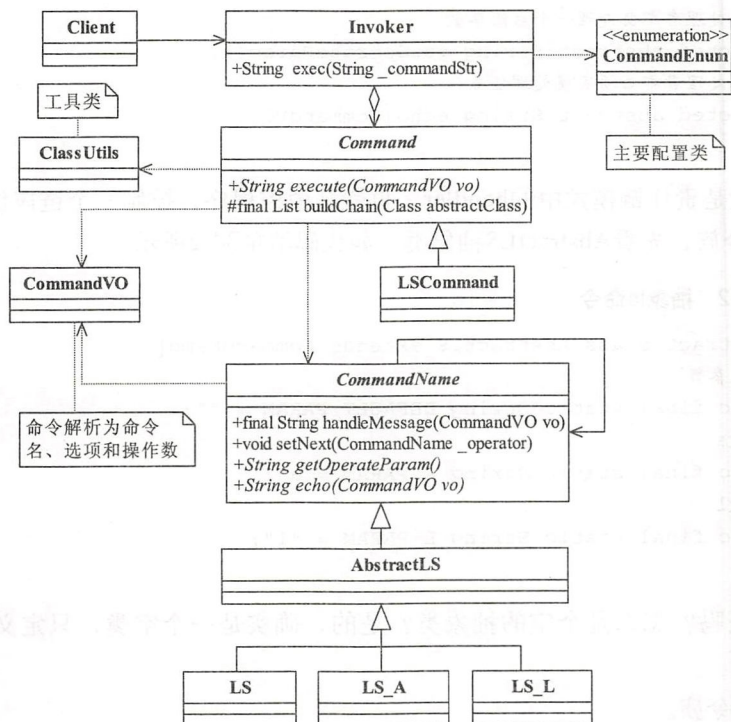 Client
Invoker
+String exec(String _commandStr)
<<enumeration>>
CommandEnum
工具类
ClassUtils
Command
+String execute(CommandVO vo)
#final List buildChain(Class abstractClass)
主要配置类
CommandVO
LSCommand
命令解析为命令
名、选项和操作数
CommandName
+final String handleMessage(CommandVO vo)
+void setNext(CommandName _operator)
+String getOperateParam()
+String echo(CommandVO vo)
AbstractLS
LS
LS_A
LS_L